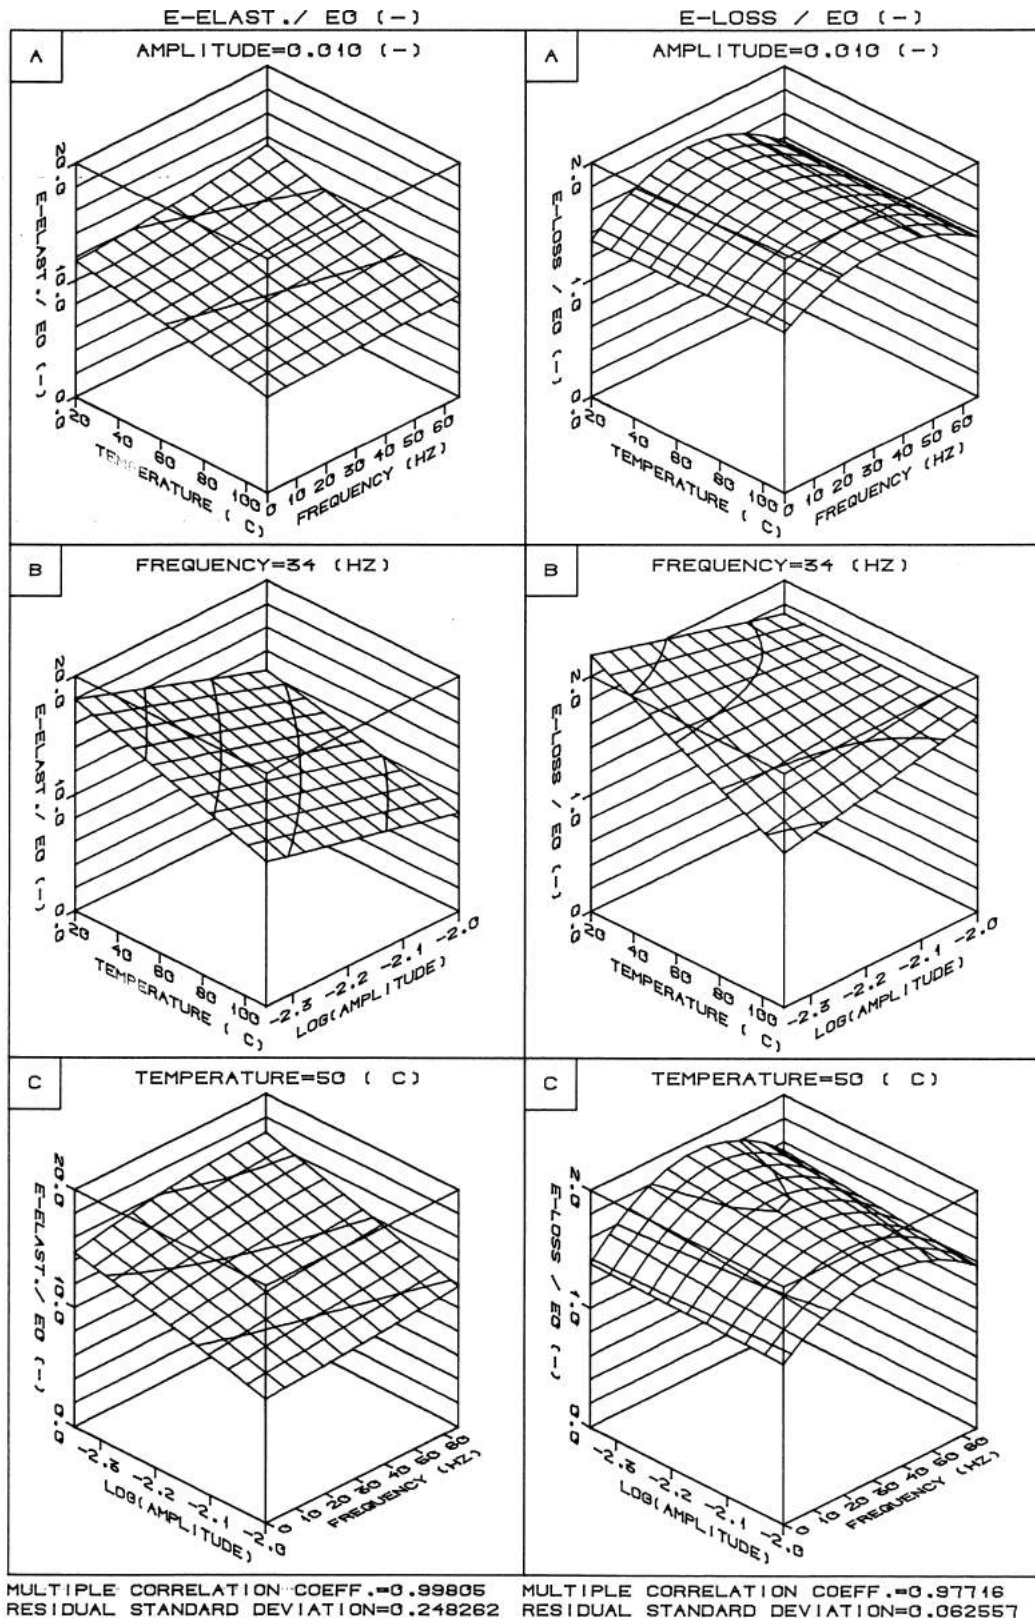 E-ELAST./ E0 (-)
E-LOSS / E0 (-)
A
AMPLITUDE=0.010 (-)
20.0
10.0
0.0
E-ELAST./ E0 (-)
20 40 60 80 100
TEMPERATURE ( C)
0 10 20 30 40 50 60
FREQUENCY (HZ)
A
AMPLITUDE=0.010 (-)
2.0
1.0
0.0
E-LOSS / E0 (-)
20 40 60 80 100
TEMPERATURE ( C)
0 10 20 30 40 50 60
FREQUENCY (HZ)
B
FREQUENCY=34 (HZ)
20.0
10.0
0.0
E-ELAST./ E0 (-)
20 40 60 80 100
TEMPERATURE ( C)
-2.3 -2.2 -2.1 -2.0
LOG(AMPLITUDE)
B
FREQUENCY=34 (HZ)
2.0
1.0
0.0
E-LOSS / E0 (-)
20 40 60 80 100
TEMPERATURE ( C)
-2.3 -2.2 -2.1 -2.0
LOG(AMPLITUDE)
C
TEMPERATURE=50 ( C)
20.0
10.0
0.0
E-ELAST./ E0 (-)
-2.3 -2.2 -2.1 -2.0
LOG(AMPLITUDE)
0 10 20 30 40 50 60
FREQUENCY (HZ)
C
TEMPERATURE=50 ( C)
2.0
1.0
0.0
E-LOSS / E0 (-)
-2.3 -2.2 -2.1 -2.0
LOG(AMPLITUDE)
0 10 20 30 40 50 60
FREQUENCY (HZ)
MULTIPLE CORRELATION COEFF.=0.99805
RESIDUAL STANDARD DEVIATION=0.248262
MULTIPLE CORRELATION COEFF.=0.97716
RESIDUAL STANDARD DEVIATION=0.062557